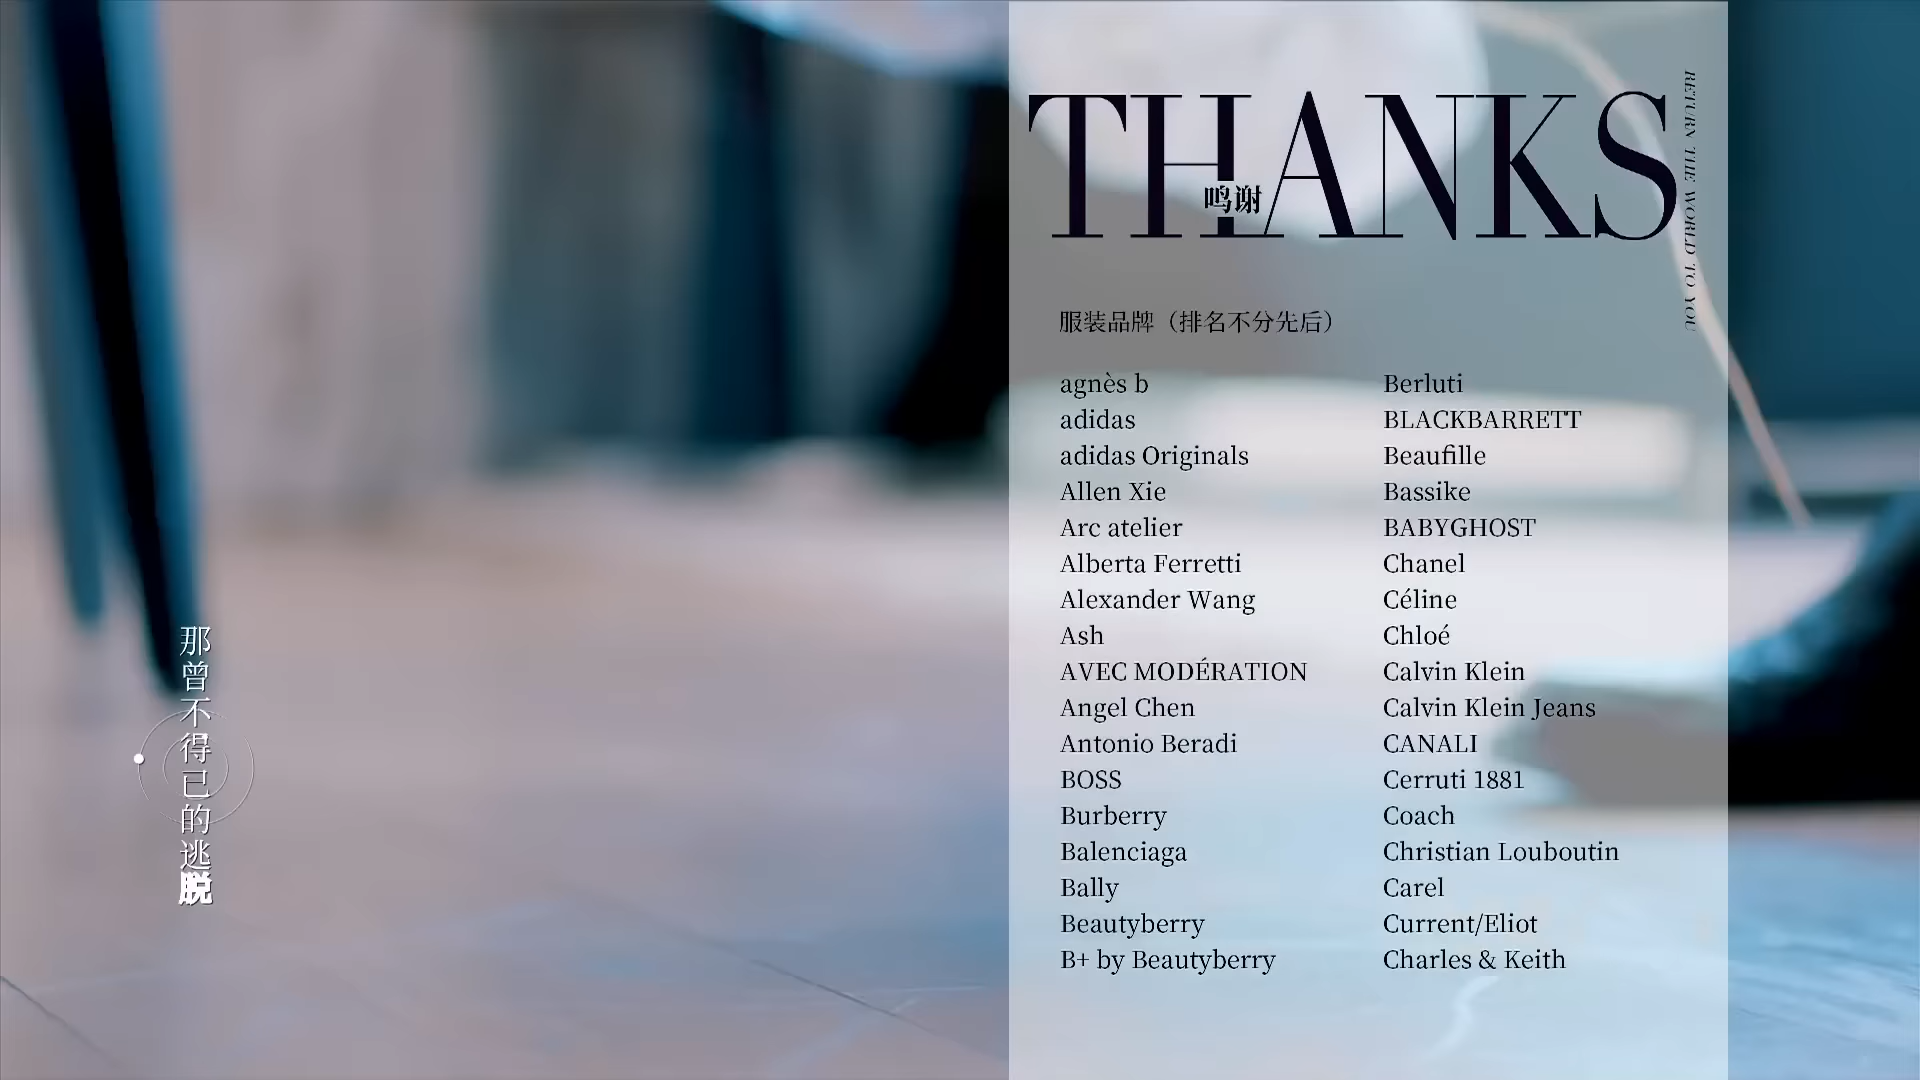 THANKS
鸣谢
RETURN THE WORLD TO YOU
服装品牌（排名不分先后）
agnès b
adidas
adidas Originals
Allen Xie
Arc atelier
Alberta Ferretti
Alexander Wang
Ash
AVEC MODÉRATION
Angel Chen
Antonio Beradi
BOSS
Burberry
Balenciaga
Bally
Beautyberry
B+ by Beautyberry
Berluti
BLACKBARRETT
Beaufille
Bassike
BABYGHOST
Chanel
Céline
Chloé
Calvin Klein
Calvin Klein Jeans
CANALI
Cerruti 1881
Coach
Christian Louboutin
Carel
Current/Eliot
Charles & Keith
那曾不得已的逃脱